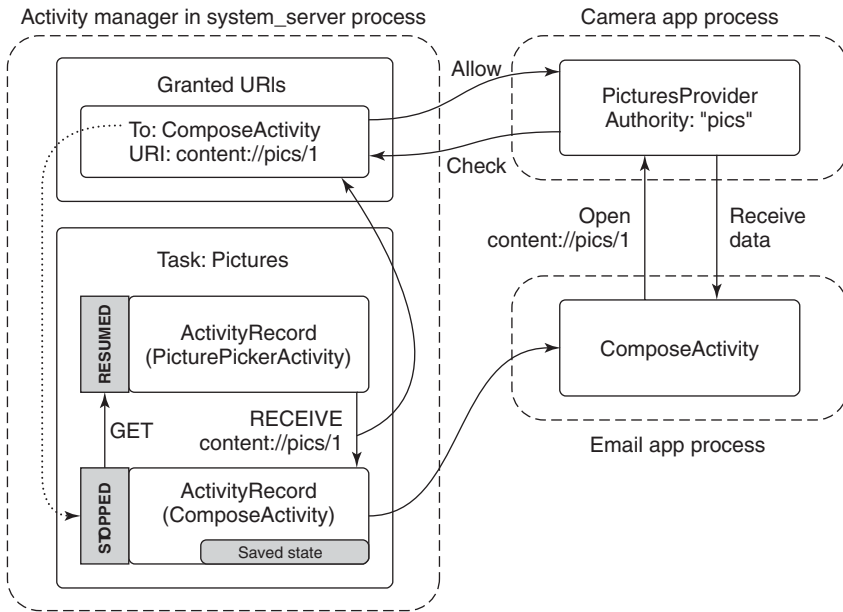 Activity manager in system_server process
Camera app process
Granted URIs
To: ComposeActivity
URI: content://pics/1
Allow
Check
PicturesProvider
Authority: "pics"
Open
content://pics/1
Receive
data
Task: Pictures
RESUMED
ActivityRecord
(PicturePickerActivity)
GET
RECEIVE
content://pics/1
STOPPED
ActivityRecord
(ComposeActivity)
Saved state
ComposeActivity
Email app process